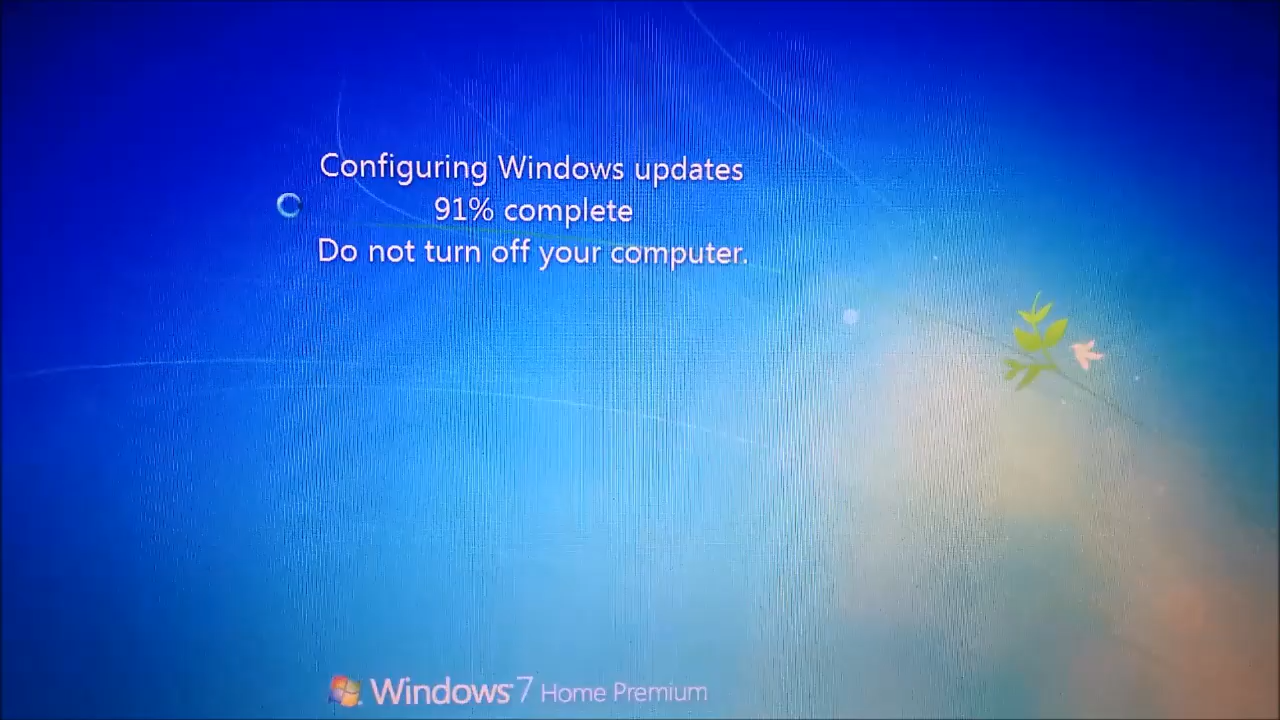 Configuring Windows updates
91% complete
Do not turn off your computer.
Windows 7 Home Premium